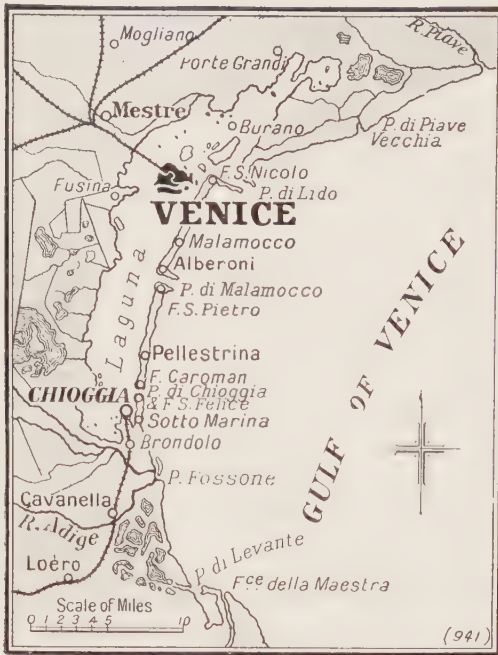 Mogliano
Porte Grandi
R. Piave
Mestre
Burano
P. di Piave
Vecchia
F.S. Nicolo
P. di Lido
Fusina
VENICE
Malamocco
Alberoni
P. di Malamocco
F.S. Pietro
Laguna
Pellestrina
F. Caroman
P. di Chioggia
& F.S. Felice
CHIOGGIA
Sotto Marina
Brondolo
P. Fossone
GULF OF VENICE
Cavanella
R. Adige
Loèro
P. di Levante
Fce. della Maestra
Scale of Miles
0 1 2 3 4 5 10
(941)